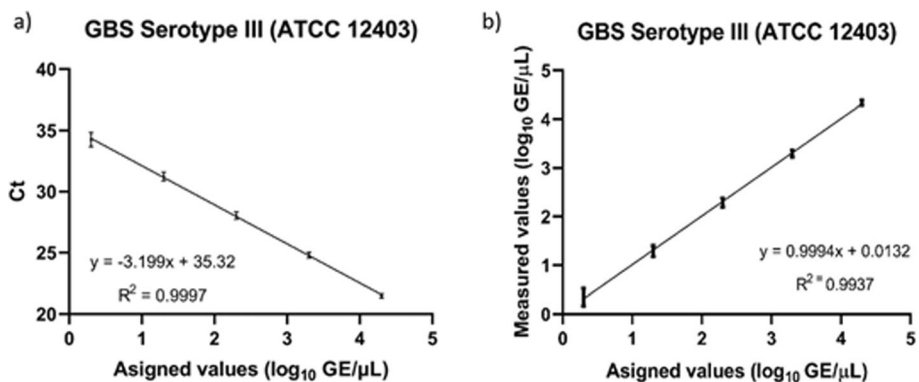 a)
GBS Serotype III (ATCC 12403)
40
35
30
25
20
Ct
y = -3.199x + 35.32
R² = 0.9997
0 1 2 3 4 5
Asigned values (log₁₀ GE/µL)
b)
GBS Serotype III (ATCC 12403)
5
4
3
2
1
0
Measured values (log₁₀ GE/µL)
y = 0.9994x + 0.0132
R² = 0.9937
0 1 2 3 4 5
Asigned values (log₁₀ GE/µL)